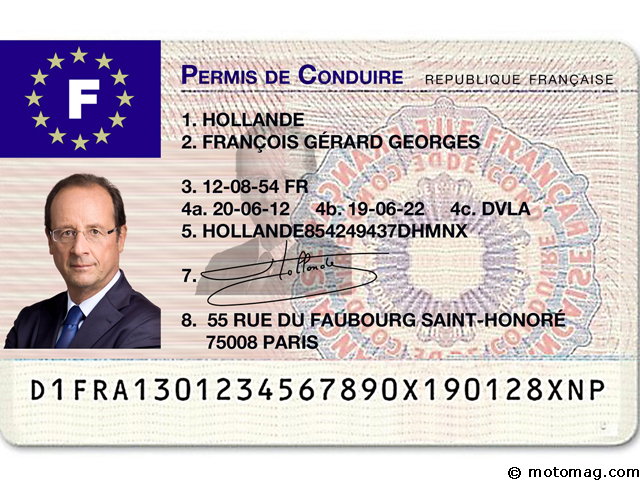 F
PERMIS DE CONDUIRE REPUBLIQUE FRANÇAISE
1. HOLLANDE
2. FRANÇOIS GÉRARD GEORGES
3. 12-08-54 FR
4a. 20-06-12 4b. 19-06-22 4c. DVLA
5. HOLLANDE854249437DHMNX
7. Hollande
8. 55 RUE DU FAUBOURG SAINT-HONORÉ
75008 PARIS
D1FRA1301234567890X190128XNP
© motomag.com